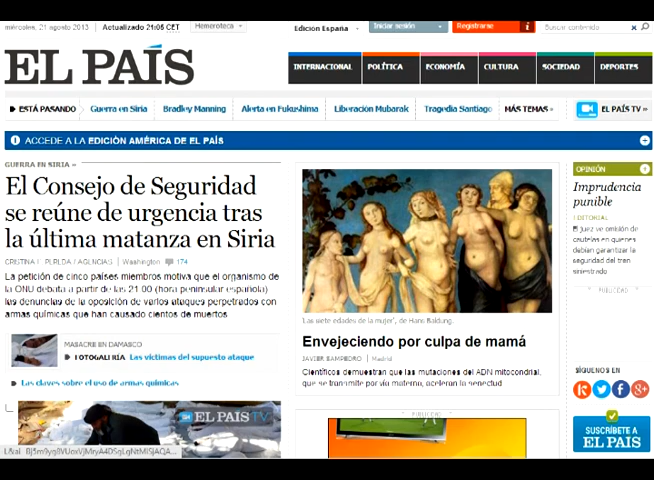 miércoles, 21 agosto 2013 | Actualizado 21:05 CET
Hemeroteca
Edición España
Iniciar sesión
Regístrarse
Buscar contenido
EL PAÍS
INTERNACIONAL POLÍTICA ECONOMÍA CULTURA SOCIEDAD DEPORTES
ESTÁ PASANDO Guerra en Siria Bradley Manning Alerta en Fukushima Liberación Mubarak Tragedia Santiago MÁS TEMAS » EL PAÍS TV »
ACCEDE A LA EDICIÓN AMÉRICA DE EL PAÍS
GUERRA EN SIRIA »
El Consejo de Seguridad
se reúne de urgencia tras
la última matanza en Siria
/ AGENCIAS | Washington 174
La petición de cinco países miembros motiva que el organismo de
la ONU debata a partir de las 21.00 (hora peninsular española)
las denuncias de la oposición de varios ataques perpetrados con
armas químicas que han causado cientos de muertos
MASACRE EN DAMASCO
FOTOGALERÍA Las víctimas del supuesto ataque
Las claves sobre el uso de armas químicas
EL PAIS TV
'Las siete edades de la mujer', de Hans Baldung.
Envejeciendo por culpa de mamá
JAVIER SAMPEDRO | Madrid
Científicos demuestran que las mutaciones del ADN mitocondrial,
que se transmite por vía materna, aceleran la senectud
PUBLICIDAD
OPINIÓN
Imprudencia
punible
EDITORIAL
El juez ve omisión de
cautelas en quienes
debían garantizar la
seguridad del tren
siniestrado
PUBLICIDAD
SÍGUENOS EN
SUSCRÍBETE A
EL PAÍS